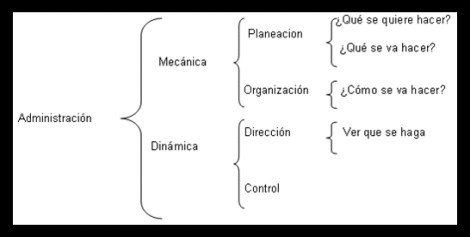 ¿Qué se quiere hacer?
Planeacion
¿Qué se va hacer?
Mecánica
Organización
¿Cómo se va hacer?
Administración
Dirección
Ver que se haga
Dinámica
Control